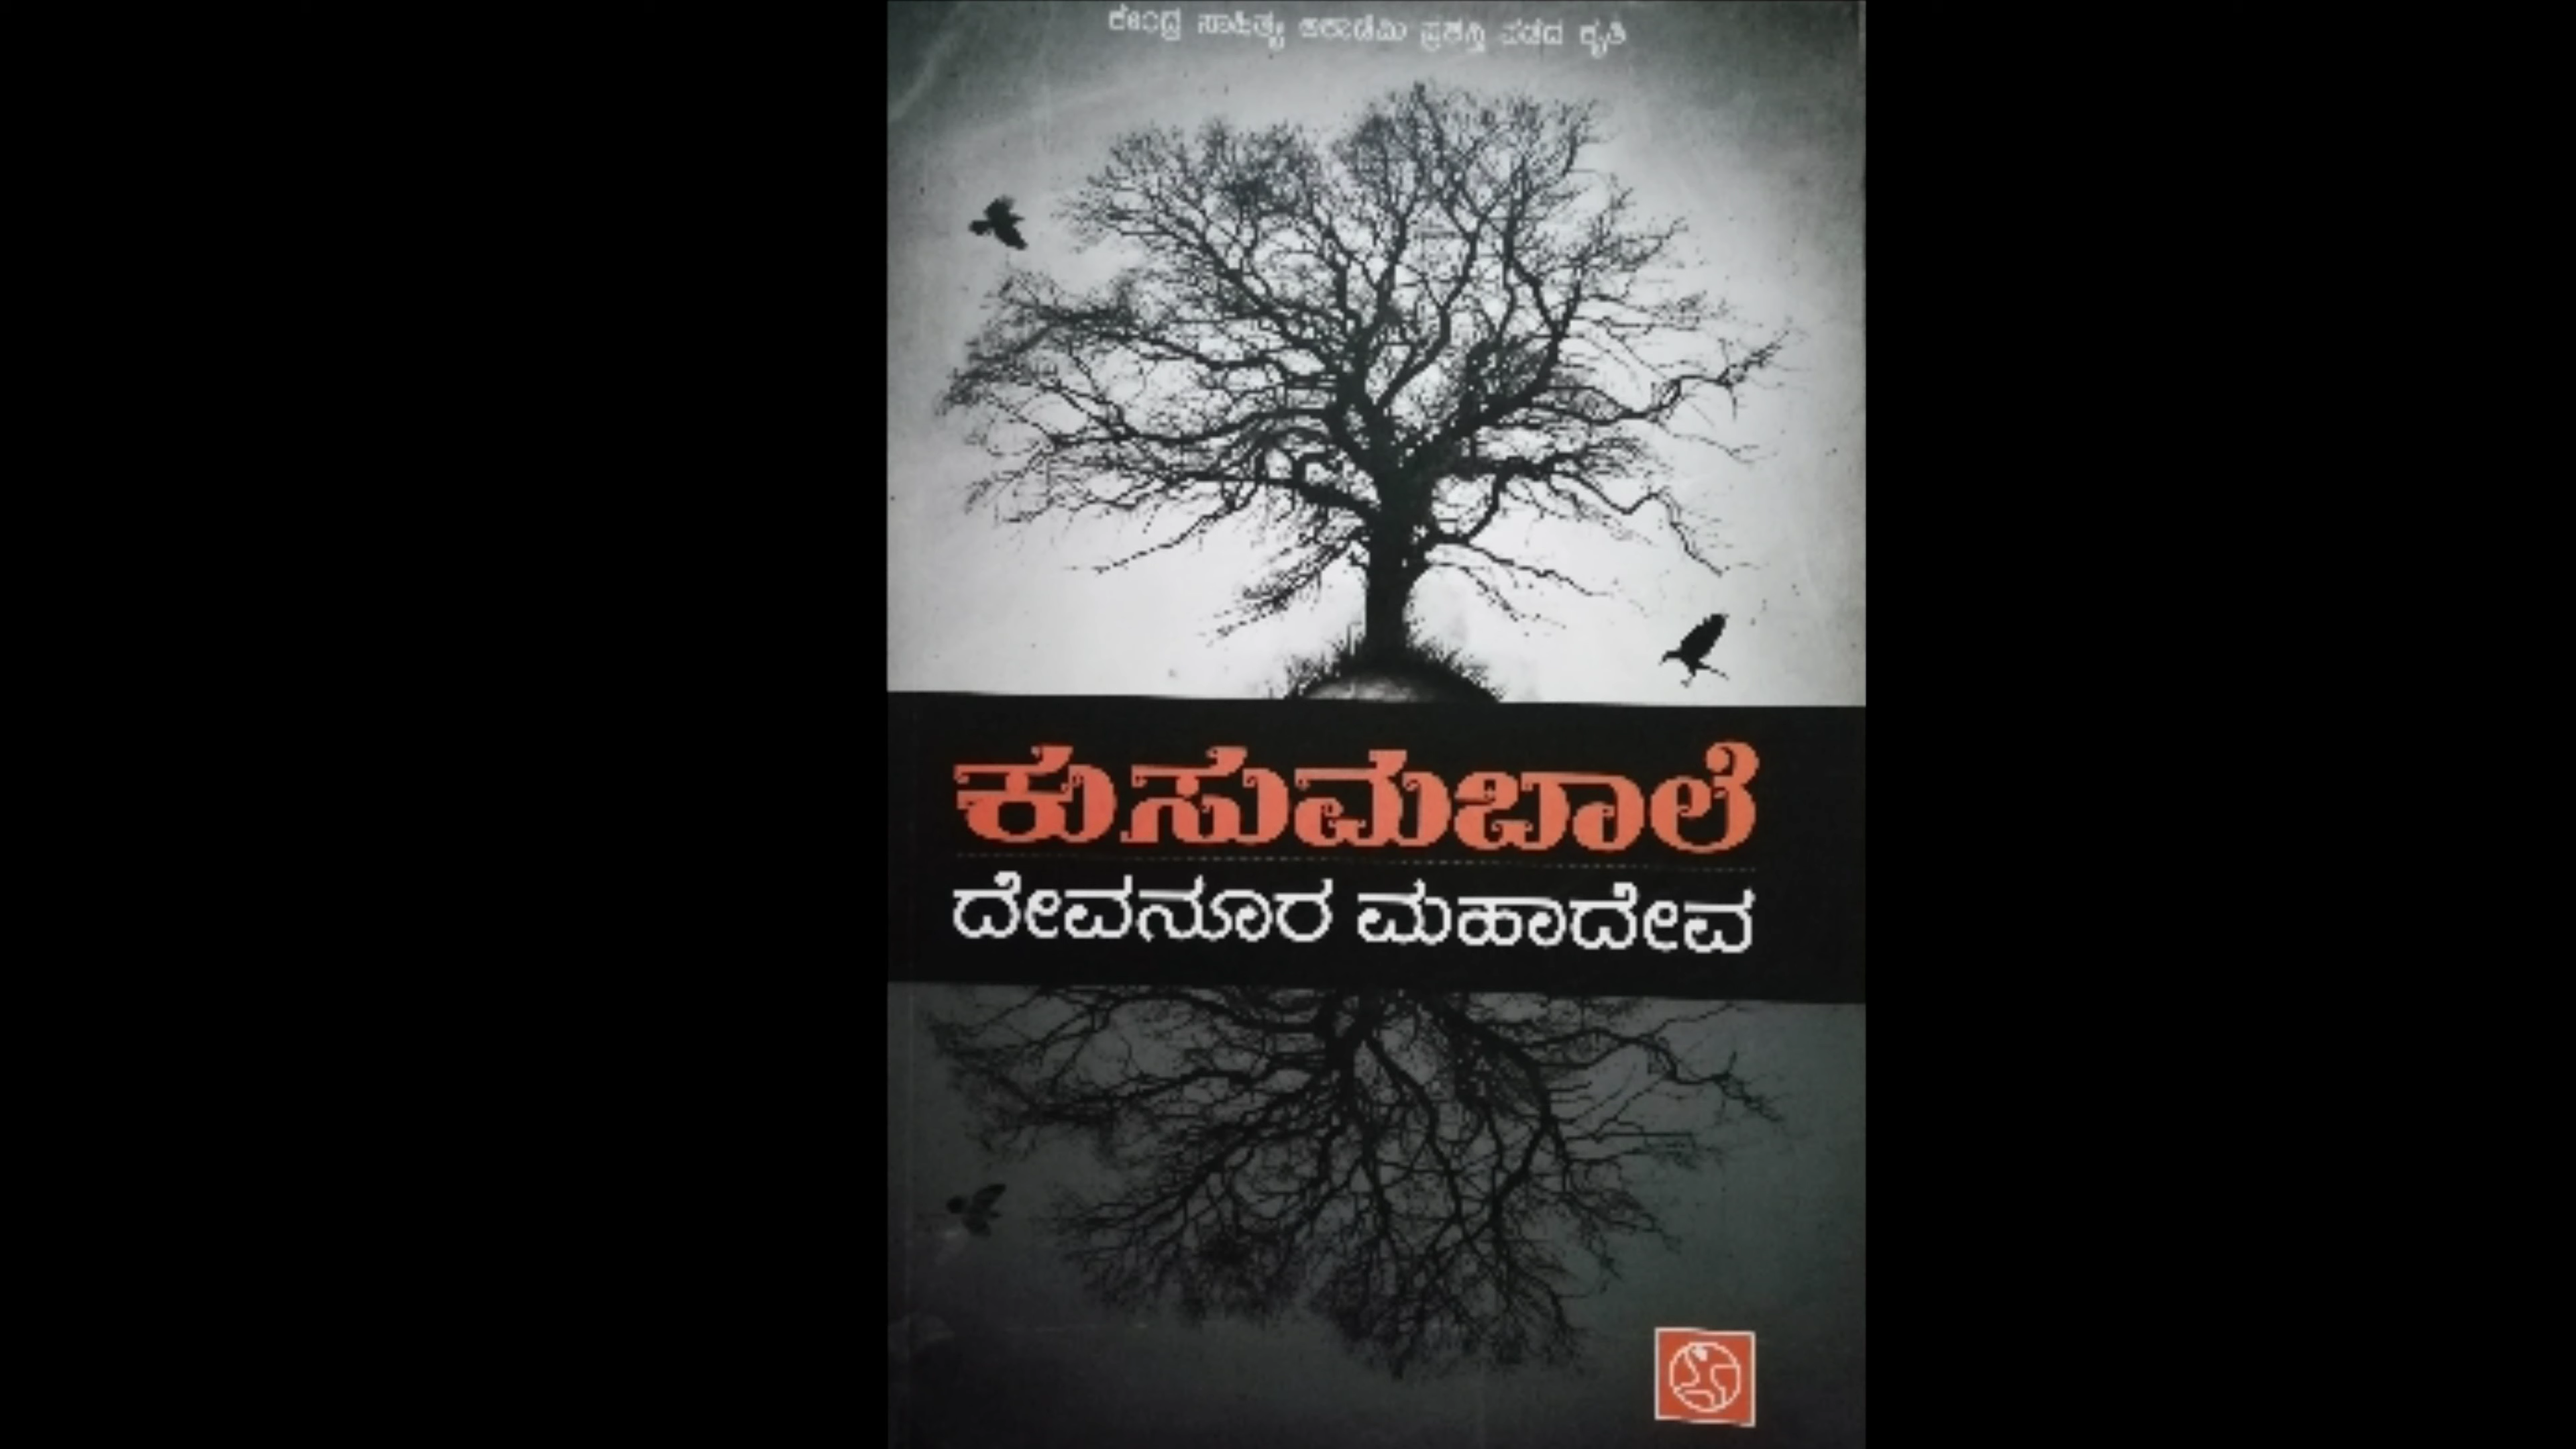 ಕೇಂದ್ರ ಸಾಹಿತ್ಯ ಅಕಾಡೆಮಿ ಪ್ರಶಸ್ತಿ ಪಡೆದ ಕೃತಿ
ಕುಸುಮಬಾಲೆ
ದೇವನೂರ ಮಹಾದೇವ